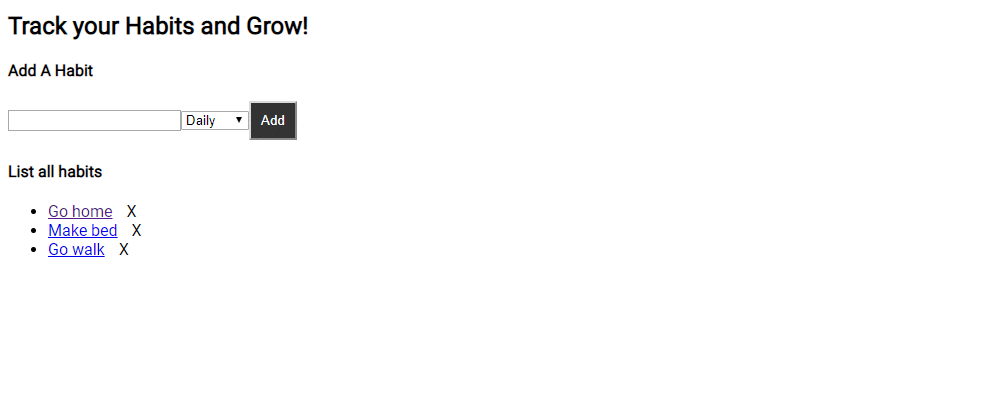 Track your Habits and Grow!
Add A Habit
Daily Add
List all habits
Go home X
Make bed X
Go walk X